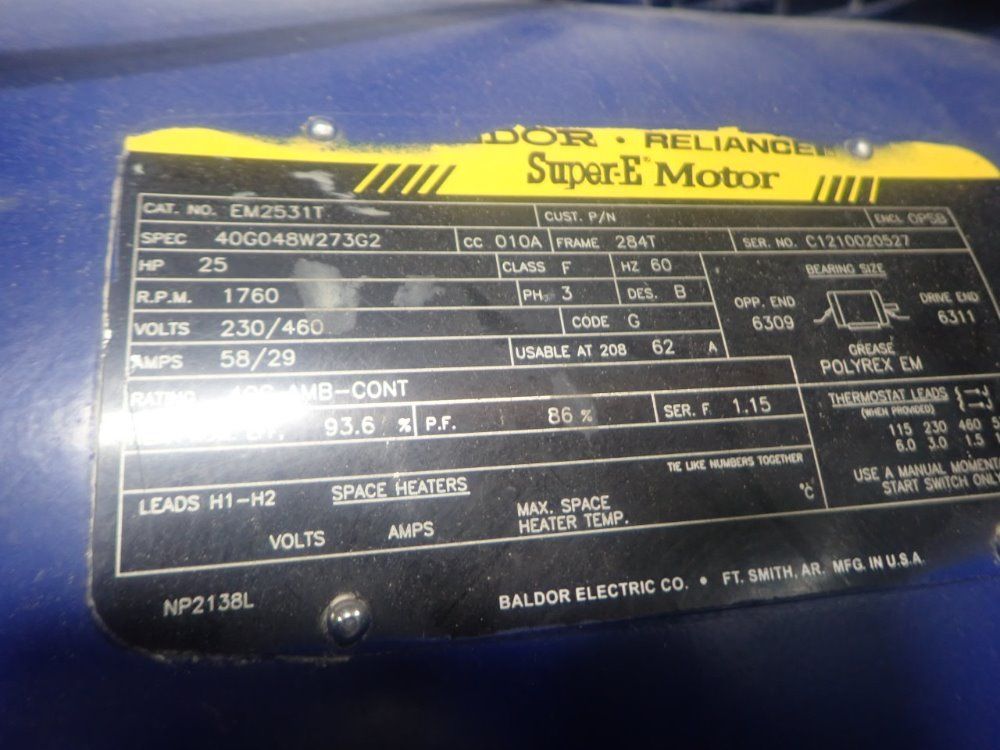 DOR • RELIANCE
Super-E® Motor
CAT. NO. EM2531T CUST. P/N ENCL OPSB
SPEC 40G048W273G2 CC 010A FRAME 284T SER. NO. C1210020527
HP 25 CLASS F HZ 60 BEARING SIZE
R.P.M. 1760 PH. 3 DES. B OPP. END 6309 DRIVE END 6311
VOLTS 230/460 CODE G GREASE
AMPS 58/29 USABLE AT 208 62 A POLYREX EM
RATING AMB-CONT THERMOSTAT LEADS
(WHEN PROVIDED)
93.6 % P.F. 86 % SER. F. 1.15 115 230 460
6.0 3.0 1.5
TIE LIKE NUMBERS TOGETHER USE A MANUAL MOMENT
START SWITCH ONL
LEADS H1-H2 SPACE HEATERS °C
VOLTS AMPS MAX. SPACE
HEATER TEMP.
NP2138L BALDOR ELECTRIC CO. • FT. SMITH, AR. MFG. IN U.S.A.